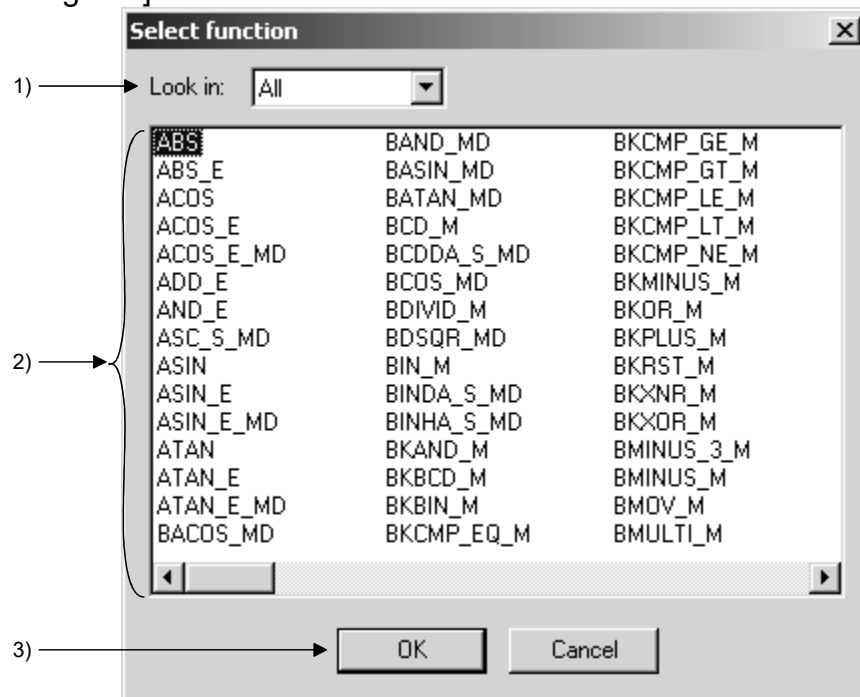 Select function
1)
Look in: All
ABS BAND_MD BKCMP_GE_M
ABS_E BASIN_MD BKCMP_GT_M
ACOS BATAN_MD BKCMP_LE_M
ACOS_E BCD_M BKCMP_LT_M
ACOS_E_MD BCDDA_S_MD BKCMP_NE_M
ADD_E BCOS_MD BKMINUS_M
AND_E BDIVID_M BKOR_M
ASC_S_MD BDSQR_MD BKPLUS_M
2) ASIN BIN_M BKRST_M
ASIN_E BINDA_S_MD BKXNR_M
ASIN_E_MD BINHA_S_MD BKXOR_M
ATAN BKAND_M BMINUS_3_M
ATAN_E BKBCD_M BMINUS_M
ATAN_E_MD BKBIN_M BMOV_M
BACOS_MD BKCMP_EQ_M BMULTI_M
3) OK Cancel